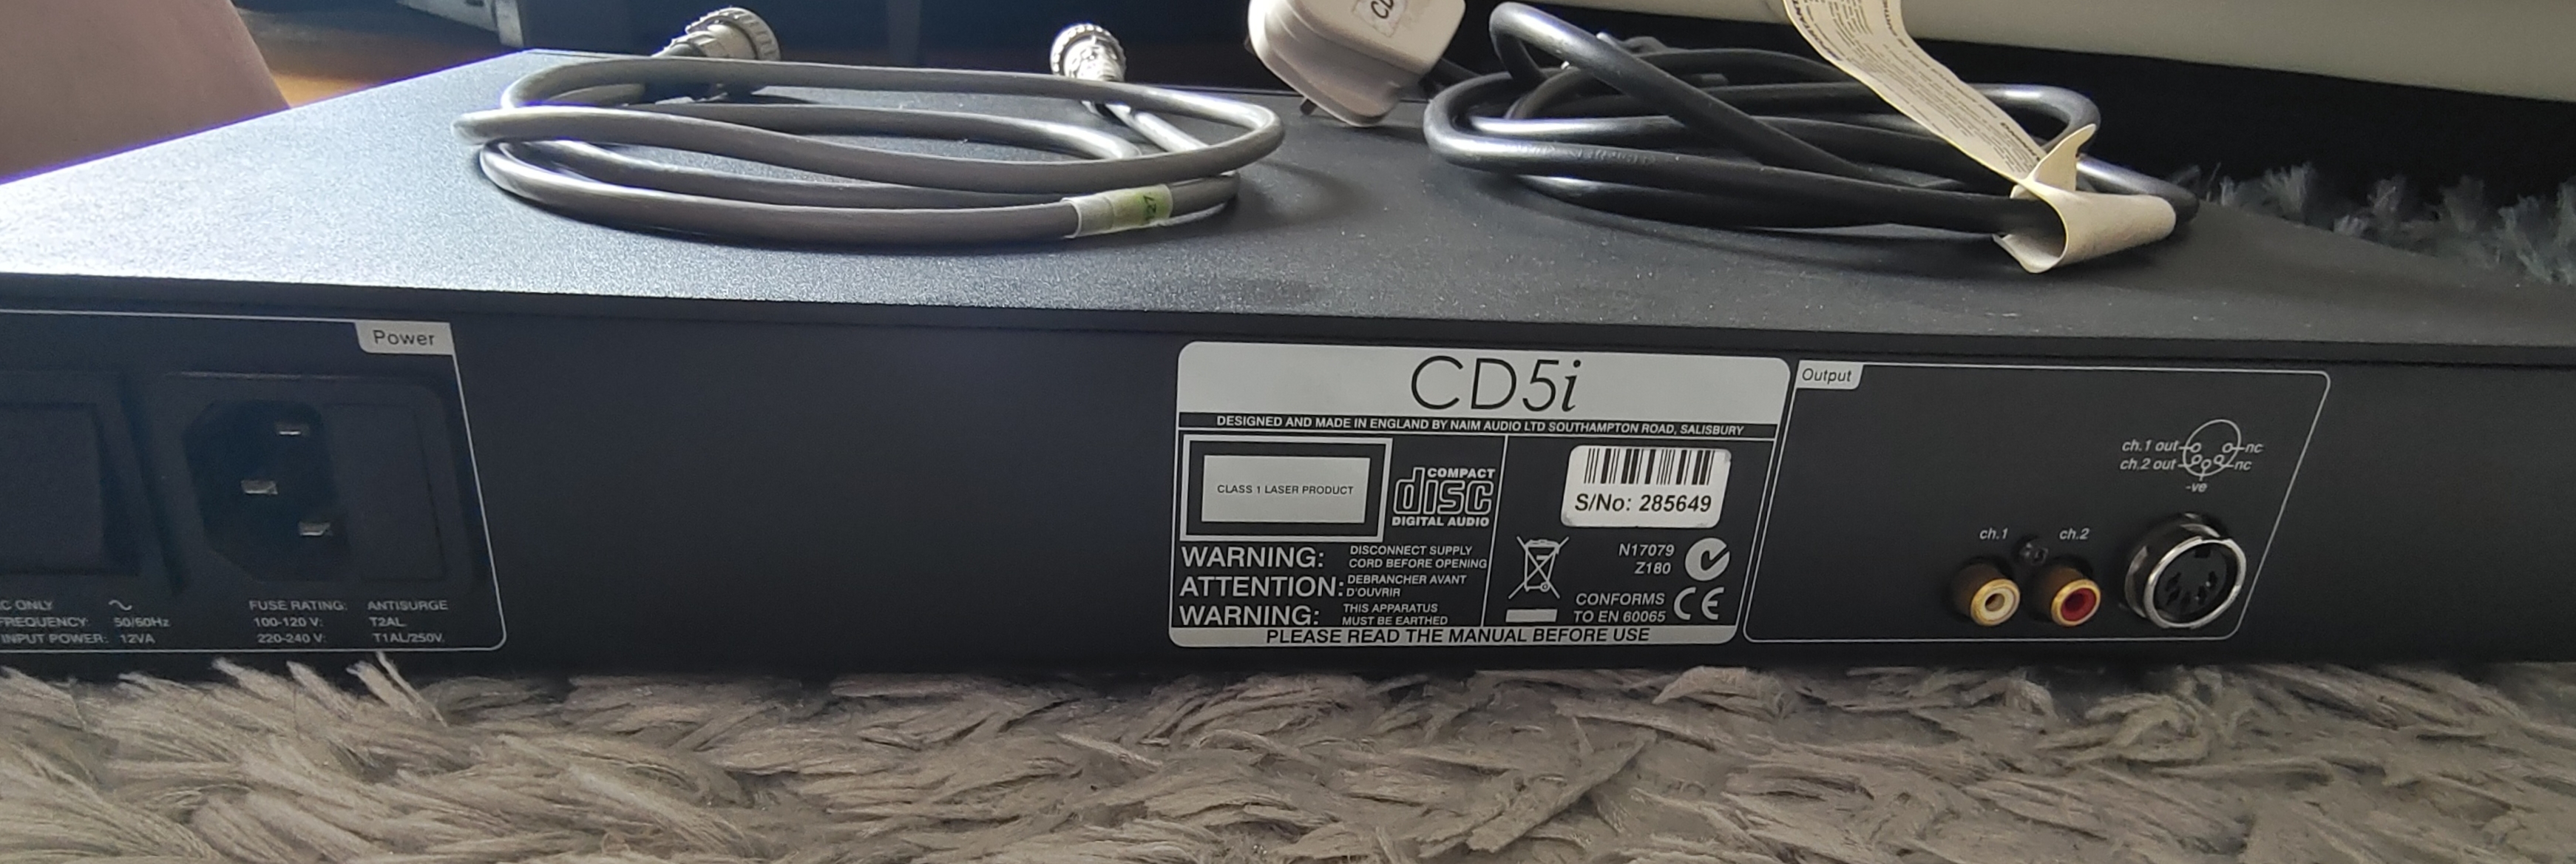 CD
Power
C ONLY
FREQUENCY: 50/60Hz
INPUT POWER: 12VA
FUSE RATING: ANTISURGE
100-120 V: T2AL
220-240 V: T1AL/250V.
CD5i
DESIGNED AND MADE IN ENGLAND BY NAIM AUDIO LTD SOUTHAMPTON ROAD, SALISBURY
CLASS 1 LASER PRODUCT
COMPACT
disc
DIGITAL AUDIO
S/No: 285649
WARNING: DISCONNECT SUPPLY
CORD BEFORE OPENING
ATTENTION: DEBRANCHER AVANT
D'OUVRIR
WARNING: THIS APPARATUS
MUST BE EARTHED
N17079
Z180
CONFORMS
TO EN 60065
CE
PLEASE READ THE MANUAL BEFORE USE
Output
ch.1 out nc
ch.2 out nc
-ve
ch.1 ch.2